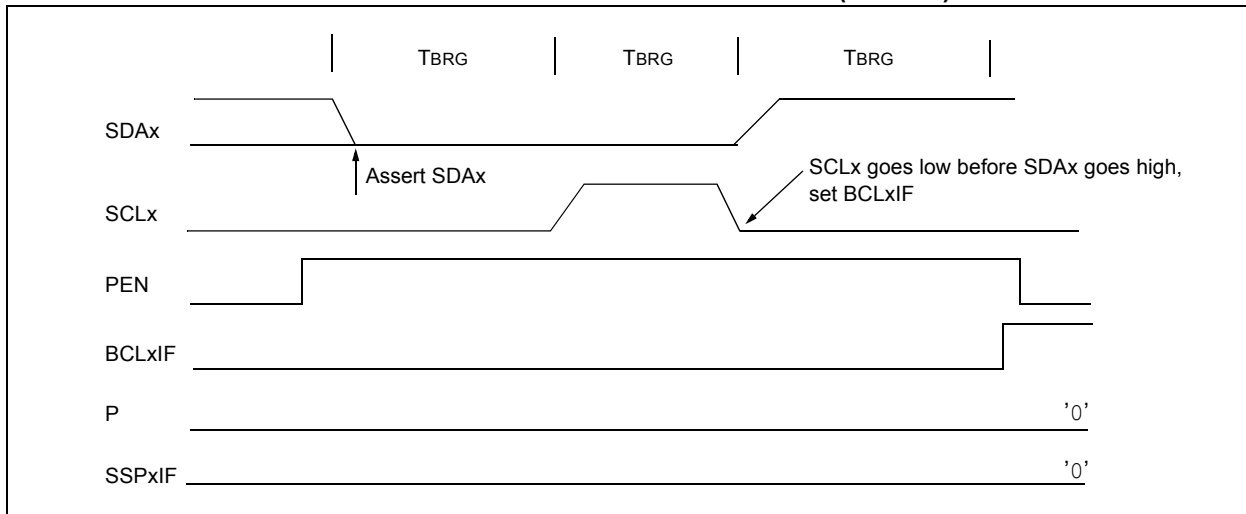 TBRG TBRG TBRG
SDAx
Assert SDAx
SCLx goes low before SDAx goes high,
set BCLxIF
SCLx
PEN
BCLxIF
P '0'
SSPxIF '0'